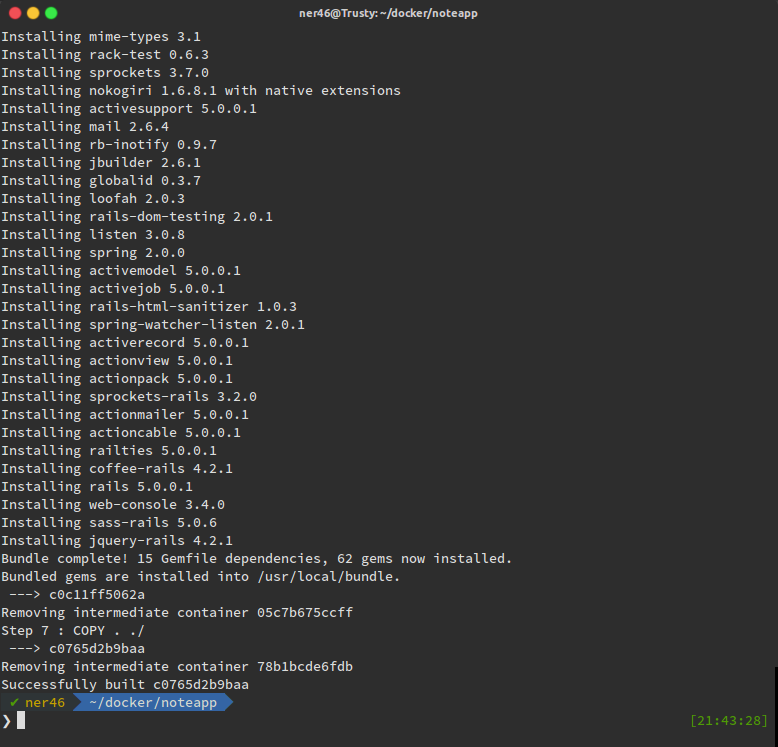 ner46@Trusty: ~/docker/noteapp
Installing mime-types 3.1
Installing rack-test 0.6.3
Installing sprockets 3.7.0
Installing nokogiri 1.6.8.1 with native extensions
Installing activesupport 5.0.0.1
Installing mail 2.6.4
Installing rb-inotify 0.9.7
Installing jbuilder 2.6.1
Installing globalid 0.3.7
Installing loofah 2.0.3
Installing rails-dom-testing 2.0.1
Installing listen 3.0.8
Installing spring 2.0.0
Installing activemodel 5.0.0.1
Installing activejob 5.0.0.1
Installing rails-html-sanitizer 1.0.3
Installing spring-watcher-listen 2.0.1
Installing activerecord 5.0.0.1
Installing actionview 5.0.0.1
Installing actionpack 5.0.0.1
Installing sprockets-rails 3.2.0
Installing actionmailer 5.0.0.1
Installing actioncable 5.0.0.1
Installing railties 5.0.0.1
Installing coffee-rails 4.2.1
Installing rails 5.0.0.1
Installing web-console 3.4.0
Installing sass-rails 5.0.6
Installing jquery-rails 4.2.1
Bundle complete! 15 Gemfile dependencies, 62 gems now installed.
Bundled gems are installed into /usr/local/bundle.
 ---> c0c11ff5062a
Removing intermediate container 05c7b675ccff
Step 7 : COPY . ./
 ---> c0765d2b9baa
Removing intermediate container 78b1bcde6fdb
Successfully built c0765d2b9baa
✔ ner46 ~/docker/noteapp
❯ [21:43:28]